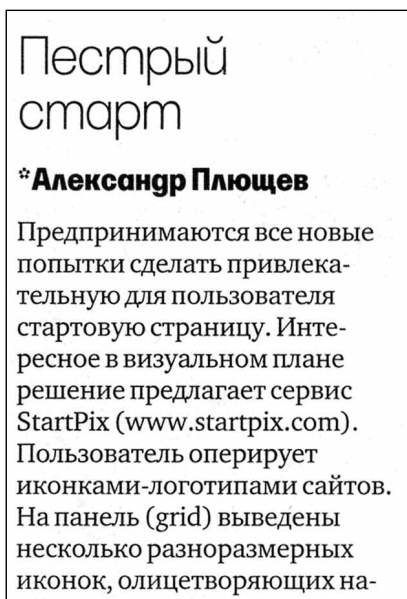 Пестрый
старт
*Александр Плющев
Предпринимаются все новые
попытки сделать привлека-
тельную для пользователя
стартовую страницу. Инте-
ресное в визуальном плане
решение предлагает сервис
StartPix (www.startpix.com).
Пользователь оперирует
иконками-логотипами сайтов.
На панель (grid) выведены
несколько разноразмерных
иконок, олицетворяющих на-